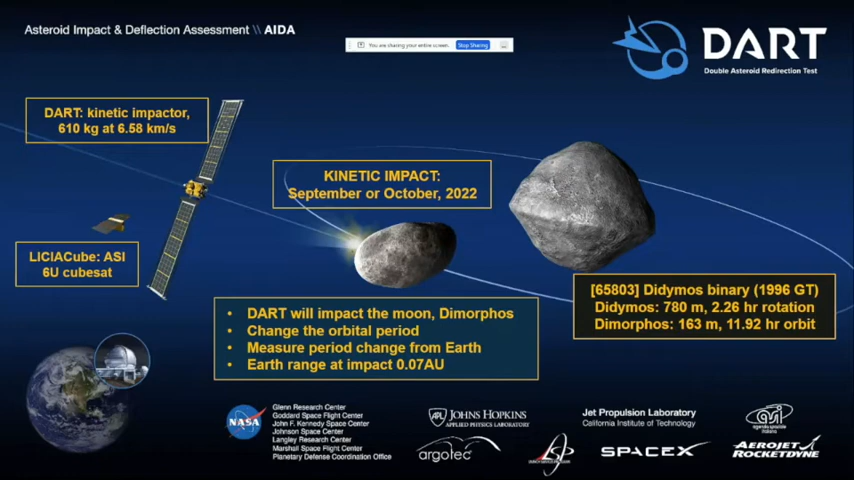 Asteroid Impact & Deflection Assessment \\ AIDA
You are sharing your entire screen.
Stop Sharing
DART
Double Asteroid Redirection Test
DART: kinetic impactor,
610 kg at 6.58 km/s
KINETIC IMPACT:
September or October, 2022
LICIACube: ASI
6U cubesat
[65803] Didymos binary (1996 GT)
Didymos: 780 m, 2.26 hr rotation
Dimorphos: 163 m, 11.92 hr orbit
• DART will impact the moon, Dimorphos
• Change the orbital period
• Measure period change from Earth
• Earth range at impact 0.07AU
NASA
Glenn Research Center
Goddard Space Flight Center
John F. Kennedy Space Center
Johnson Space Center
Langley Research Center
Marshall Space Flight Center
Planetary Defense Coordination Office
APL
JOHNS HOPKINS
APPLIED PHYSICS LABORATORY
argotec
LSP
Jet Propulsion Laboratory
California Institute of Technology
SPACEX
asi
AEROJET
ROCKETDYNE